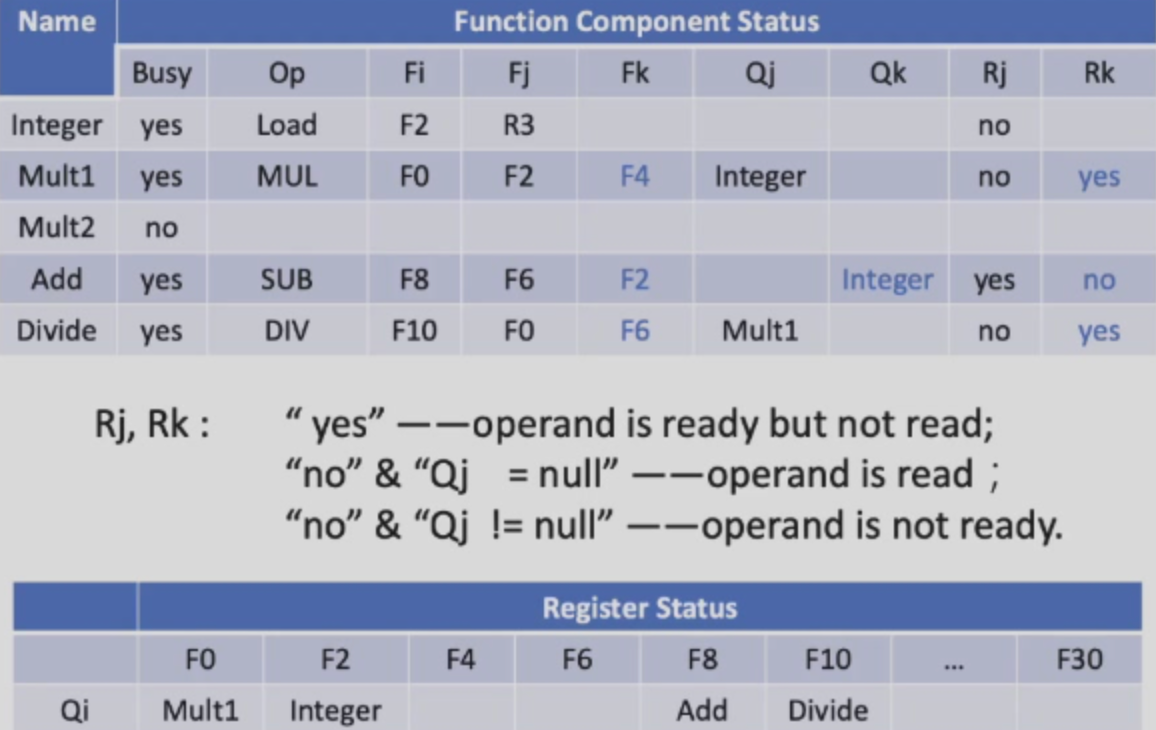 Name Function Component Status
Busy Op Fi Fj Fk Qj Qk Rj Rk
Integer yes Load F2 R3 no
Mult1 yes MUL F0 F2 F4 Integer no yes
Mult2 no
Add yes SUB F8 F6 F2 Integer yes no
Divide yes DIV F10 F0 F6 Mult1 no yes
Rj, Rk : “ yes” ——operand is ready but not read;
“no” & “Qj = null” ——operand is read ;
“no” & “Qj != null” ——operand is not ready.
Register Status
F0 F2 F4 F6 F8 F10 ... F30
Qi Mult1 Integer Add Divide